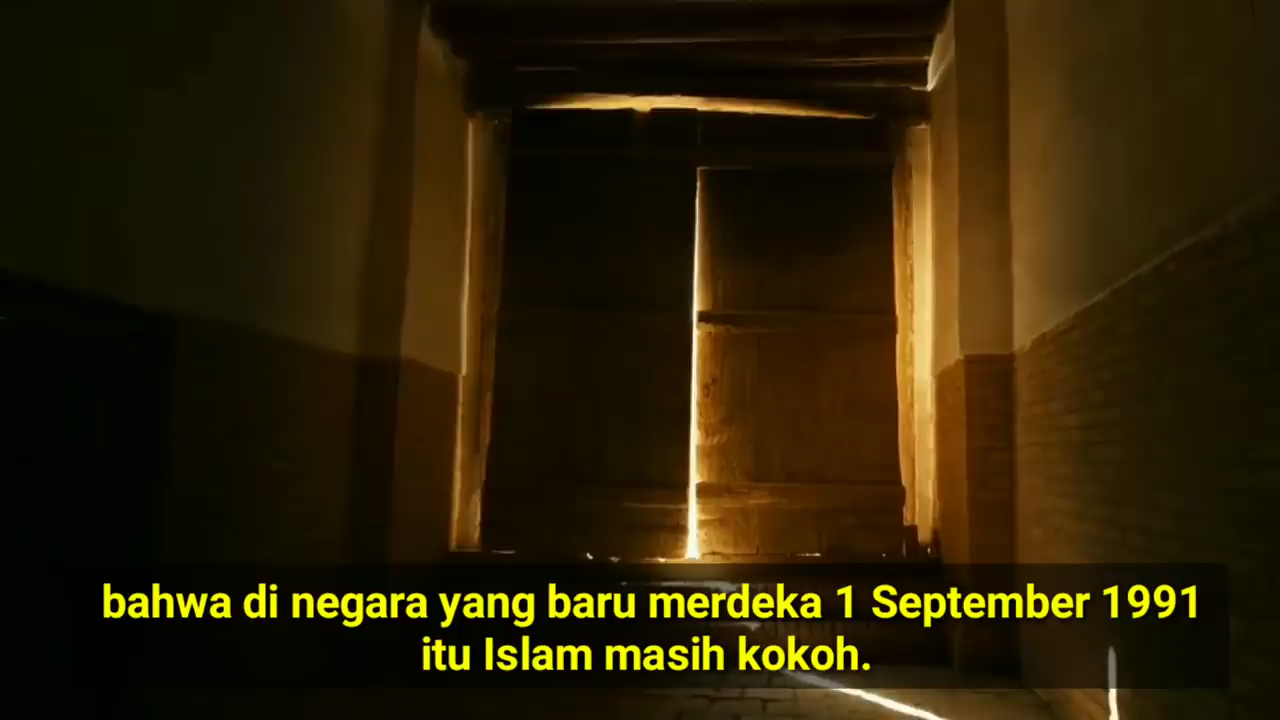 bahwa di negara yang baru merdeka 1 September 1991
itu Islam masih kokoh.